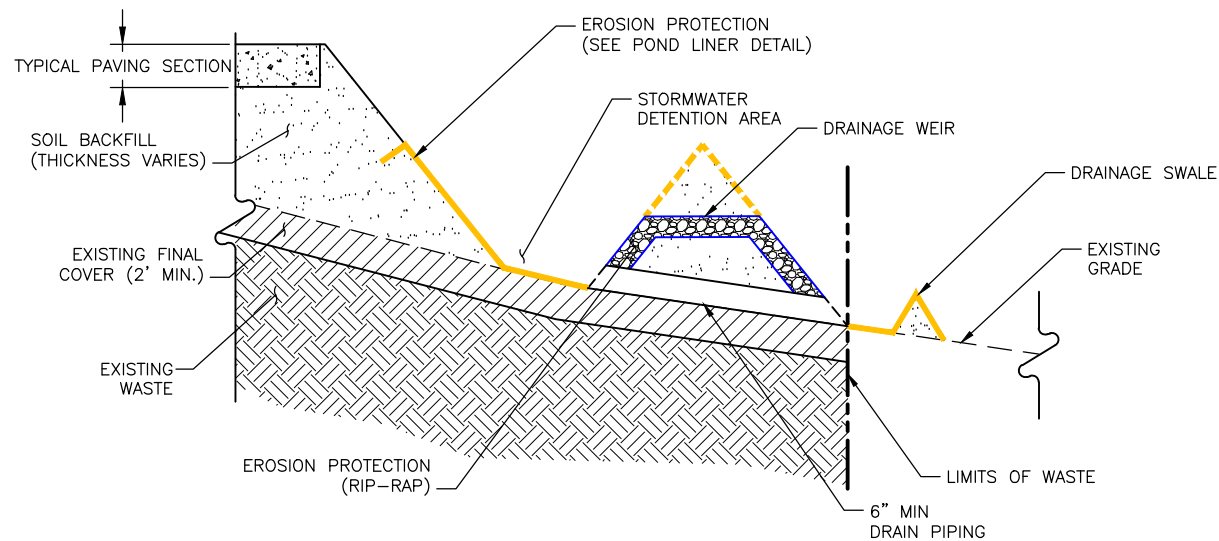 EROSION PROTECTION
(SEE POND LINER DETAIL)
TYPICAL PAVING SECTION
STORMWATER
DETENTION AREA
DRAINAGE WEIR
SOIL BACKFILL
(THICKNESS VARIES)
DRAINAGE SWALE
EXISTING FINAL
COVER (2' MIN.)
EXISTING
GRADE
EXISTING
WASTE
EROSION PROTECTION
(RIP-RAP)
LIMITS OF WASTE
6" MIN
DRAIN PIPING